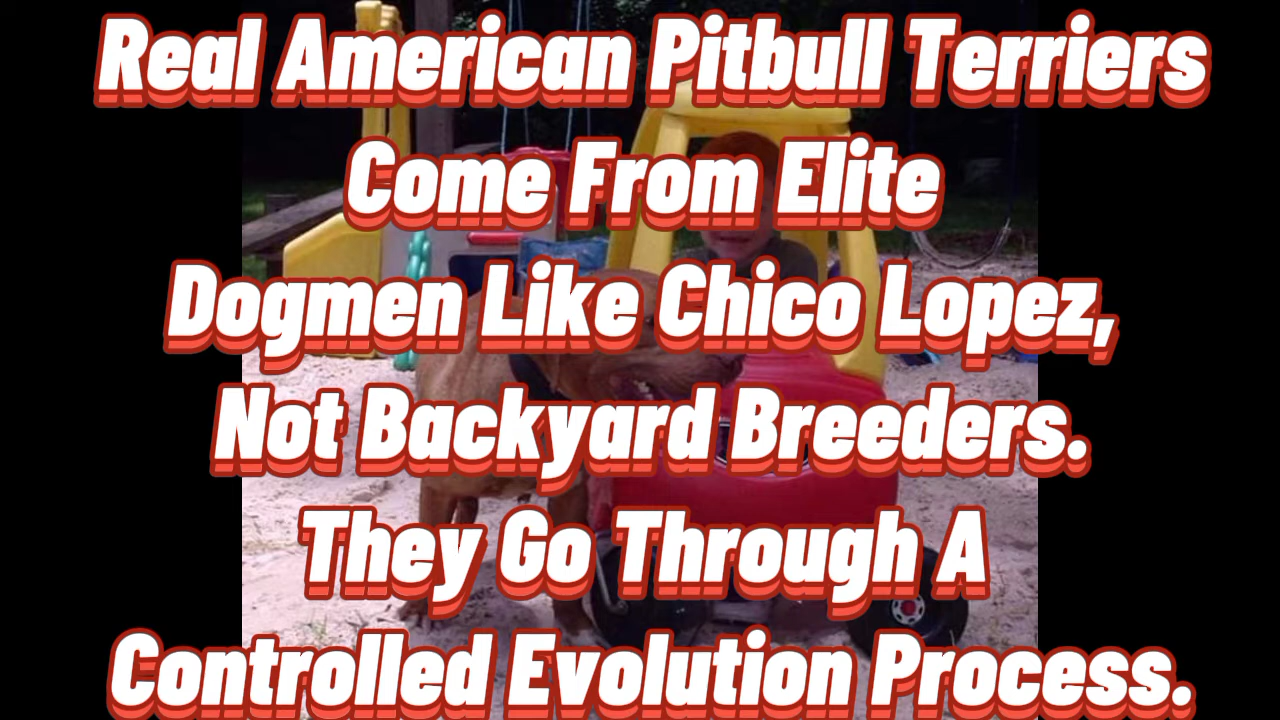 Real American Pitbull Terriers
Come From Elite
Dogmen Like Chico Lopez,
Not Backyard Breeders.
They Go Through A
Controlled Evolution Process.